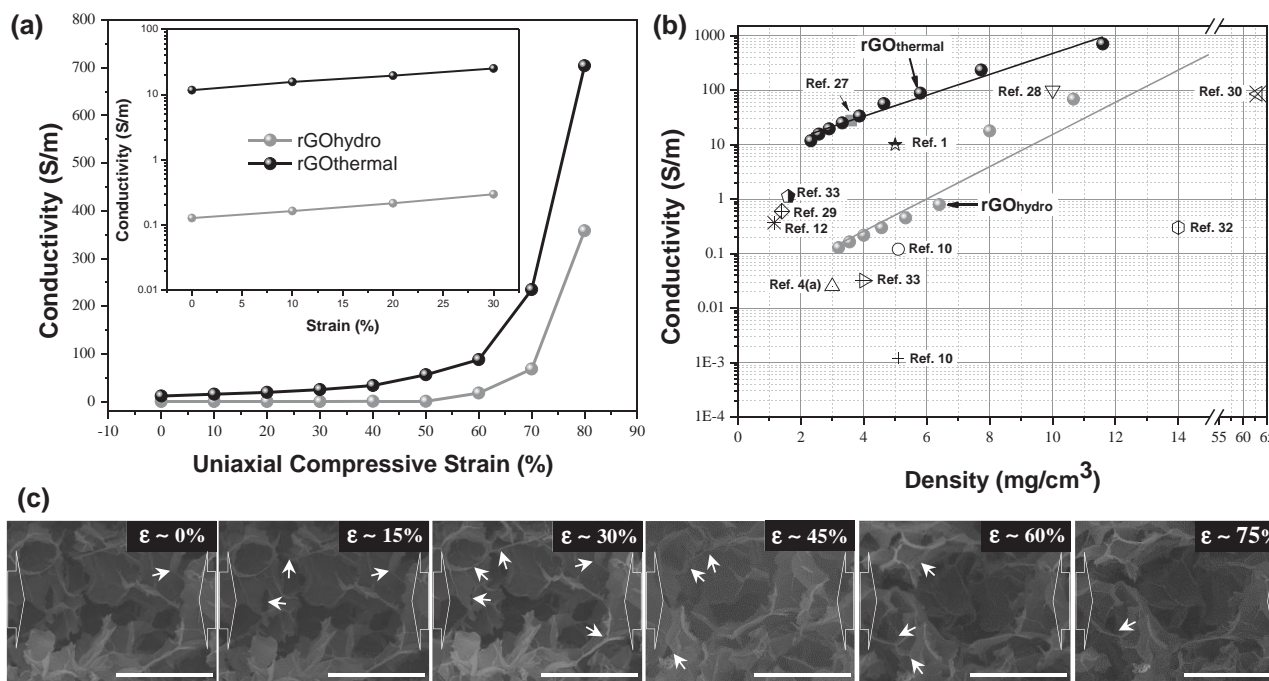 (a)
800
700
600
500
400
300
200
100
0
Conductivity (S/m)
-10 0 10 20 30 40 50 60 70 80 90
Uniaxial Compressive Strain (%)
100
10
1
0.1
0.01
Conductivity (S/m)
0 10 20 30
Strain (%)
rGOhydro
rGOthermal
(b)
1000
100
10
1
0.1
0.01
1E-3
1E-4
Conductivity (S/m)
0 2 4 6 8 10 12 14 55 60 65
Density (mg/cm³)
rGOthermal
Ref. 27
Ref. 28
Ref. 30
Ref. 1
Ref. 33
Ref. 29
Ref. 12
rGOhydro
Ref. 10
Ref. 32
Ref. 4(a)
Ref. 33
Ref. 10
(c)
ε ~ 0%
ε ~ 15%
ε ~ 30%
ε ~ 45%
ε ~ 60%
ε ~ 75%